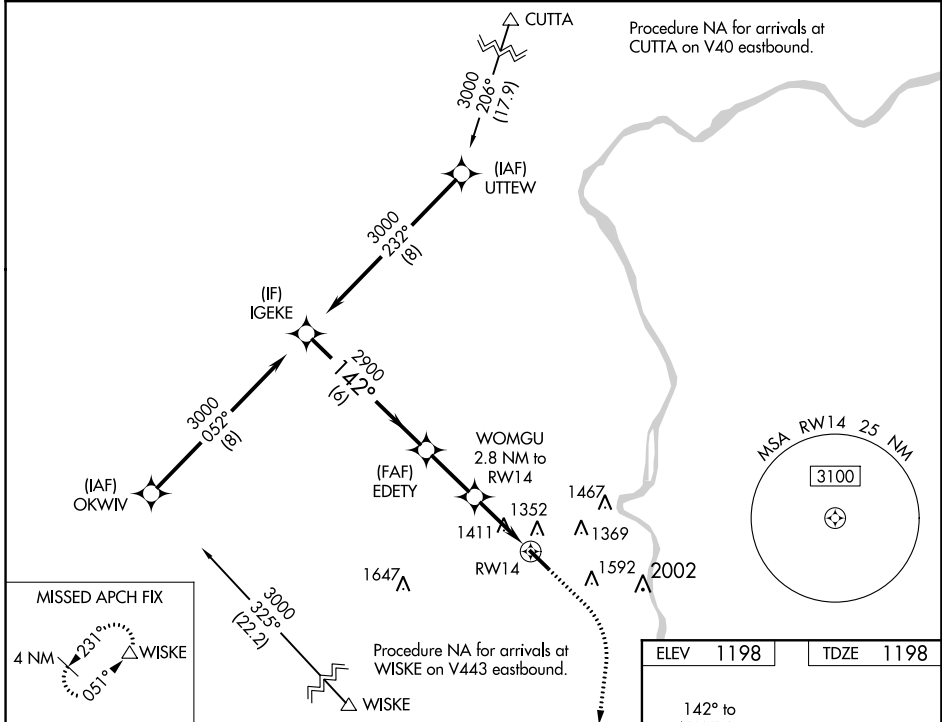 CUTTA
Procedure NA for arrivals at
CUTTA on V40 eastbound.
3000
206°
(17.9)
(IAF)
UTTEW
3000
232°
(8)
(IF)
IGEKE
2900
142°
(6)
3000
052°
(8)
(IAF)
OKWIV
(FAF)
EDETY
WOMGU
2.8 NM to
RW14
MSA RW14 25 NM
3100
1467
1352
1411
1369
RW14
1592
2002
1647
MISSED APCH FIX
4 NM
231°
051°
WISKE
3000
325°
(22.2)
Procedure NA for arrivals at
WISKE on V443 eastbound.
WISKE
ELEV 1198
TDZE 1198
142° to